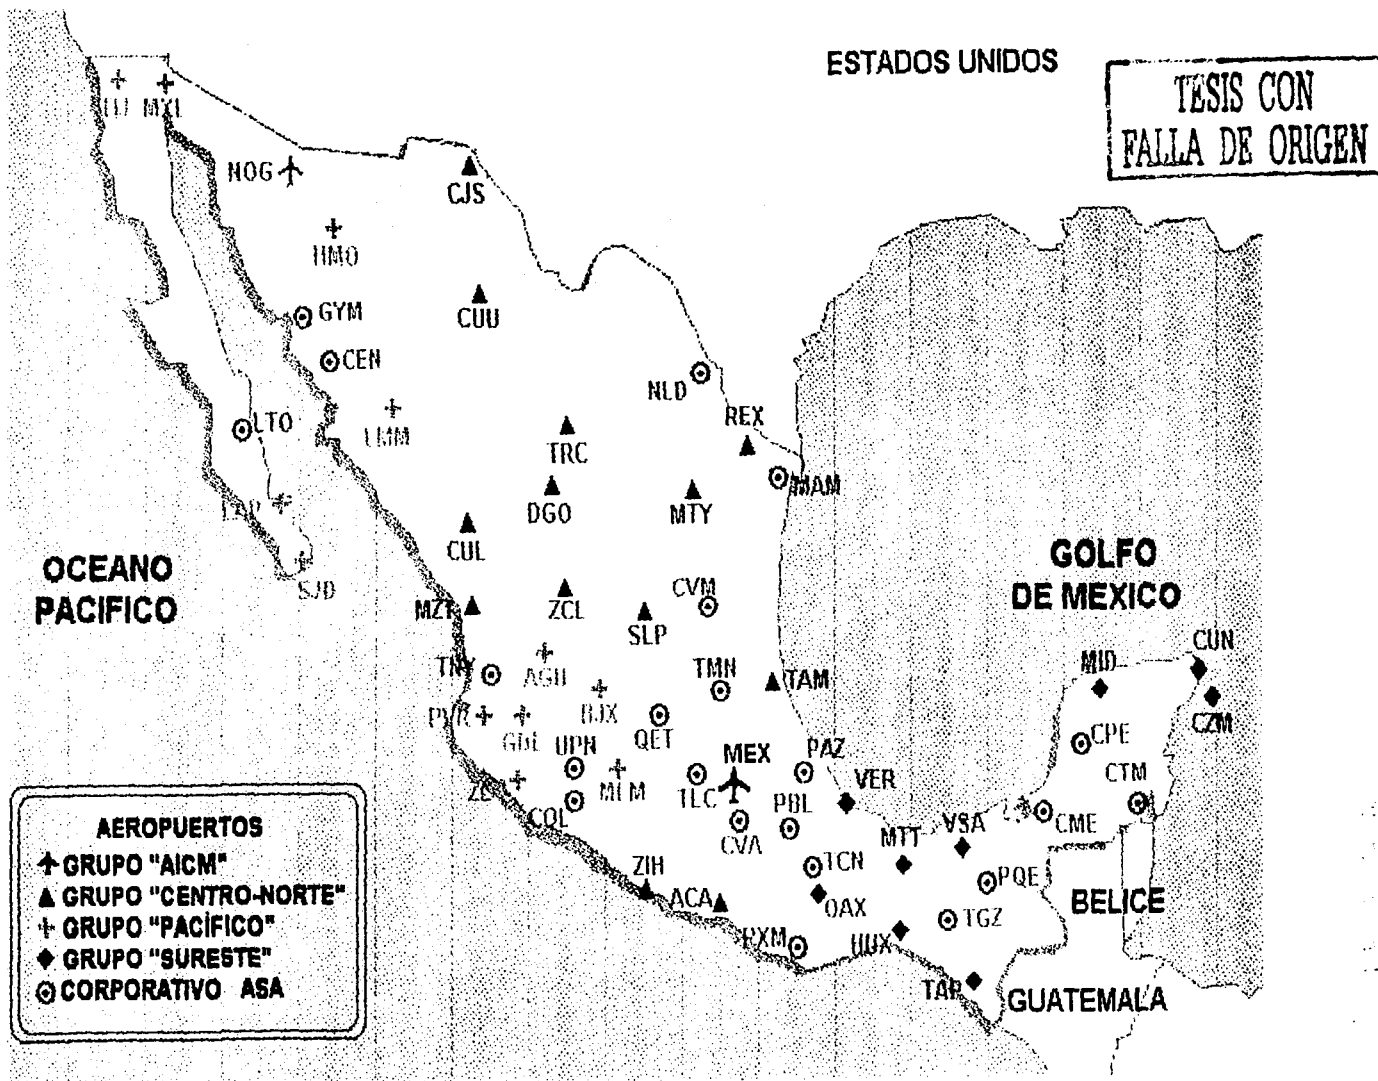 ESTADOS UNIDOS
TESIS CON
FALLA DE ORIGEN
MXL
NOG
CJS
HMO
GYM
CUU
CEN
NLD
REX
LTO
LMM
TRC
MAM
DGO
MTY
CUL
SJD
OCEANO
PACIFICO
GOLFO
DE MEXICO
CVM
MZT
ZCL
SLP
CUN
MID
TNY
AGU
TMN
TAM
CZM
PVR
GDL
BJX
QET
UPN
MEX
PAZ
CPE
CTM
MLM
TLC
PBL
VER
CQL
CVA
MTT
VSA
CME
ZIH
ACA
TCN
PQE
OAX
TGZ
BELICE
PXM
HUX
TAP
GUATEMALA
AEROPUERTOS
GRUPO "AICM"
GRUPO "CENTRO-NORTE"
GRUPO "PACÍFICO"
GRUPO "SURESTE"
CORPORATIVO ASA